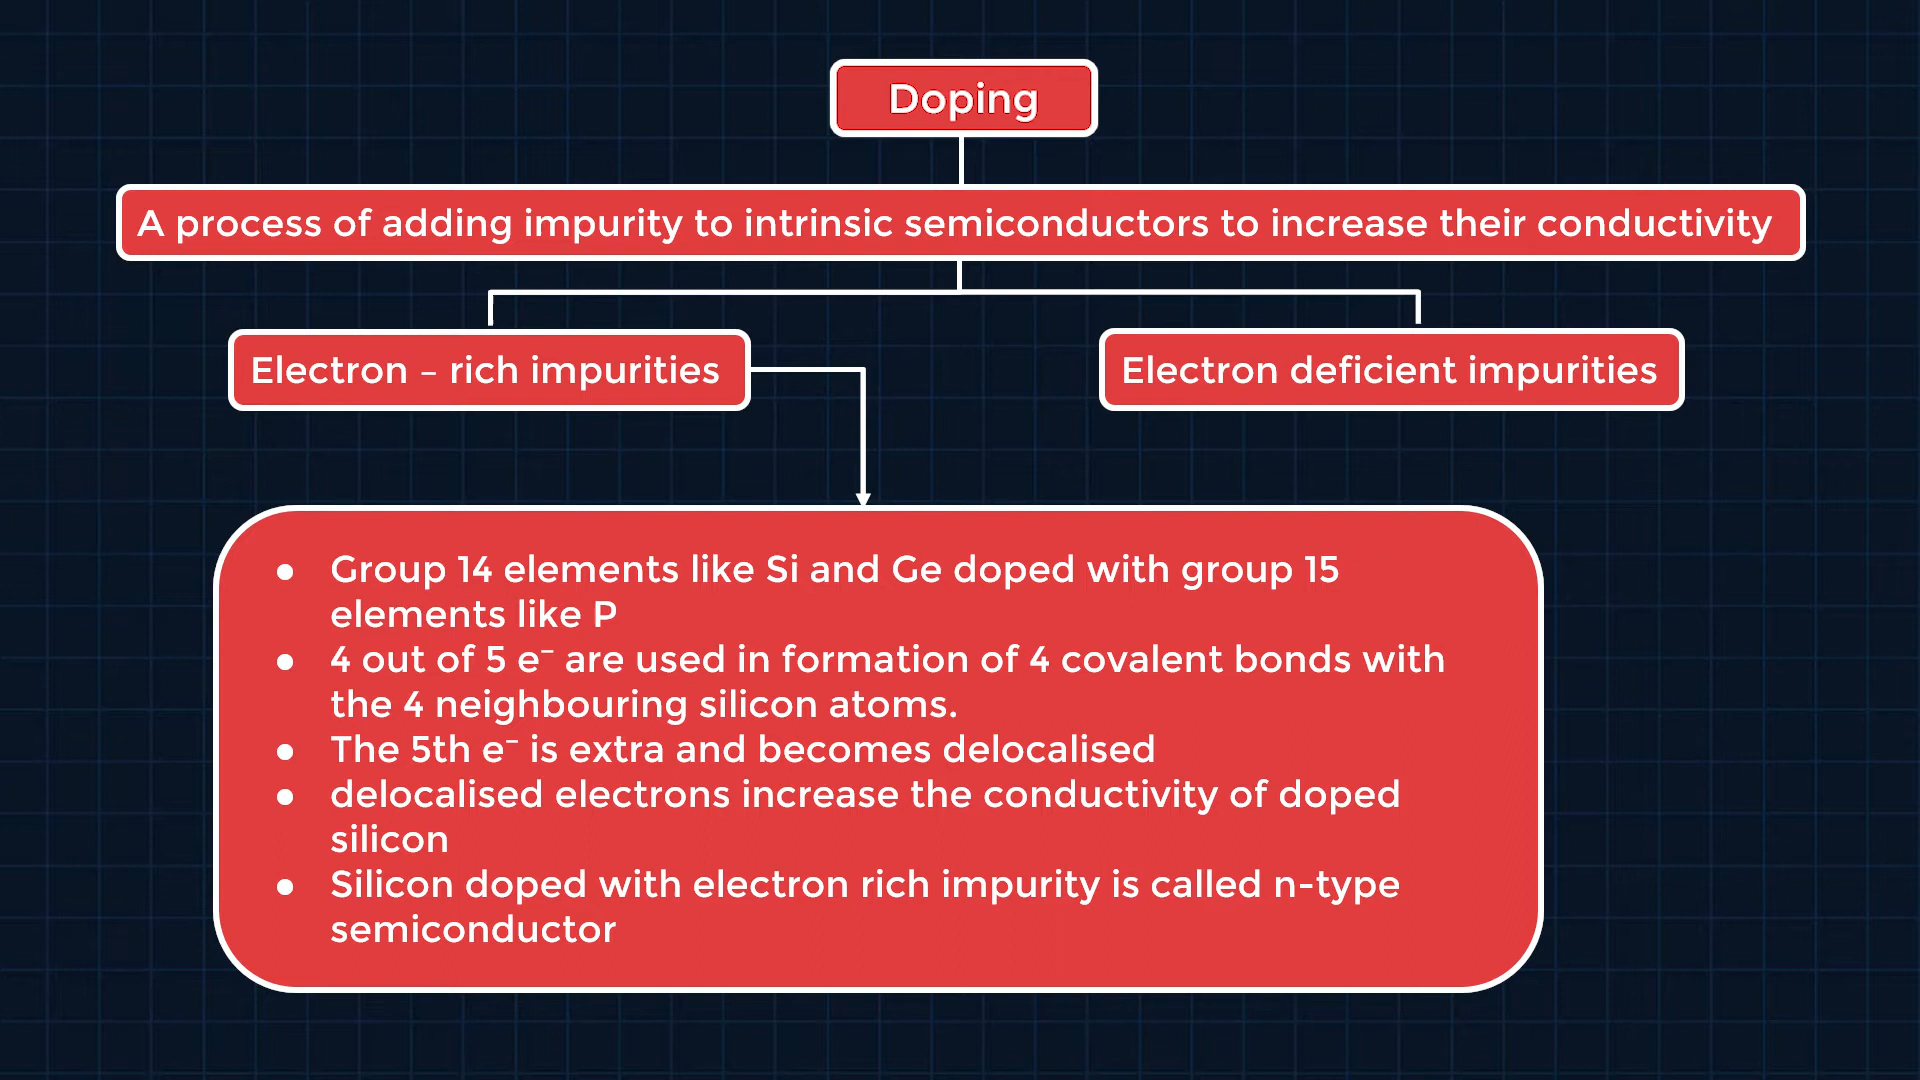 Doping
A process of adding impurity to intrinsic semiconductors to increase their conductivity
Electron – rich impurities
Electron deficient impurities
● Group 14 elements like Si and Ge doped with group 15
elements like P
● 4 out of 5 e⁻ are used in formation of 4 covalent bonds with
the 4 neighbouring silicon atoms.
● The 5th e⁻ is extra and becomes delocalised
● delocalised electrons increase the conductivity of doped
silicon
● Silicon doped with electron rich impurity is called n-type
semiconductor